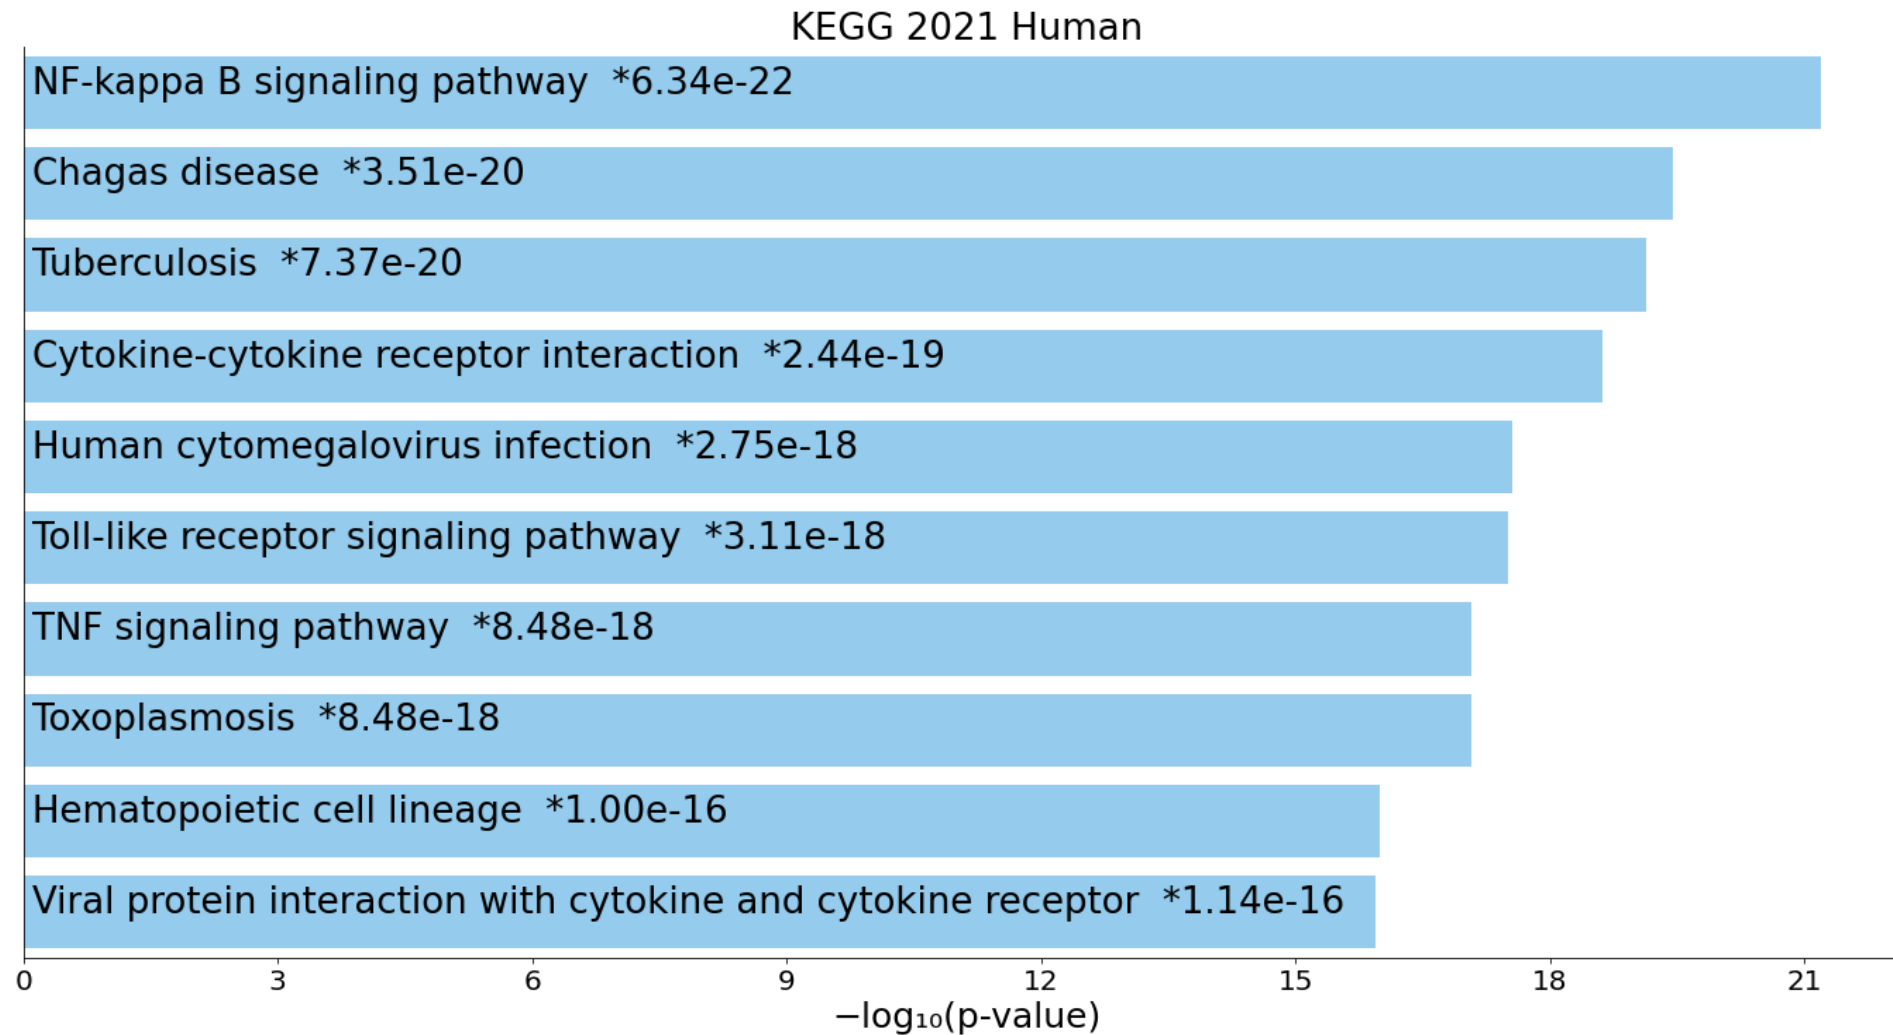 KEGG 2021 Human
NF-kappa B signaling pathway *6.34e-22
Chagas disease *3.51e-20
Tuberculosis *7.37e-20
Cytokine-cytokine receptor interaction *2.44e-19
Human cytomegalovirus infection *2.75e-18
Toll-like receptor signaling pathway *3.11e-18
TNF signaling pathway *8.48e-18
Toxoplasmosis *8.48e-18
Hematopoietic cell lineage *1.00e-16
Viral protein interaction with cytokine and cytokine receptor *1.14e-16
0 3 6 9 12 15 18 21
−log₁₀(p-value)